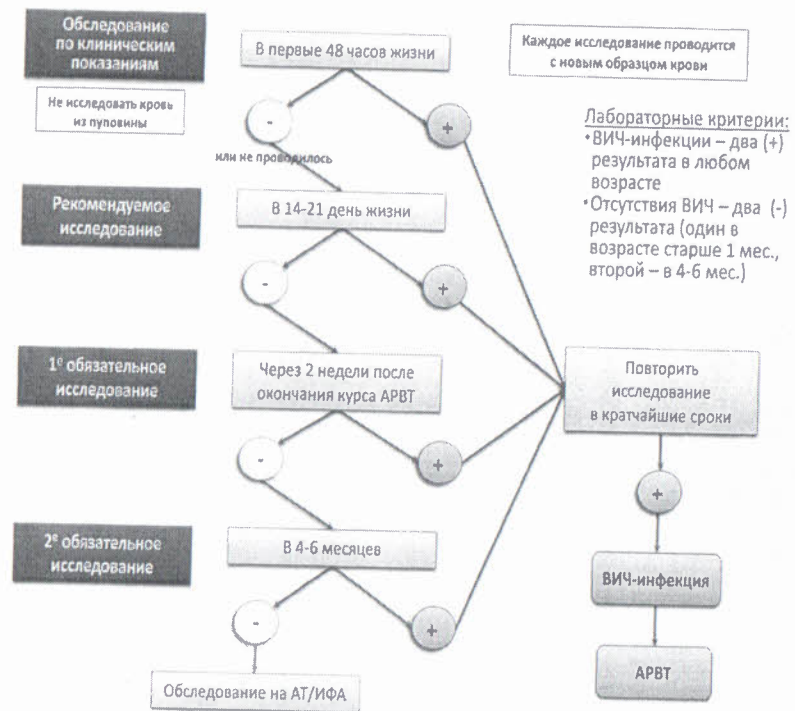 Обследование
по клиническим
показаниям
В первые 48 часов жизни
Каждое исследование проводится
с новым образцом крови
Не исследовать кровь
из пуповины
-
+
или не проводилось
Лабораторные критерии:
•ВИЧ-инфекции – два (+)
результата в любом
возрасте
•Отсутствия ВИЧ – два (-)
результата (один в
возрасте старше 1 мес.,
второй – в 4-6 мес.)
Рекомендуемое
исследование
В 14-21 день жизни
-
+
1е обязательное
исследование
Через 2 недели после
окончания курса АРВТ
Повторить
исследование
в кратчайшие сроки
-
+
+
2е обязательное
исследование
В 4-6 месяцев
ВИЧ-инфекция
-
+
АРВТ
Обследование на АТ/ИФА